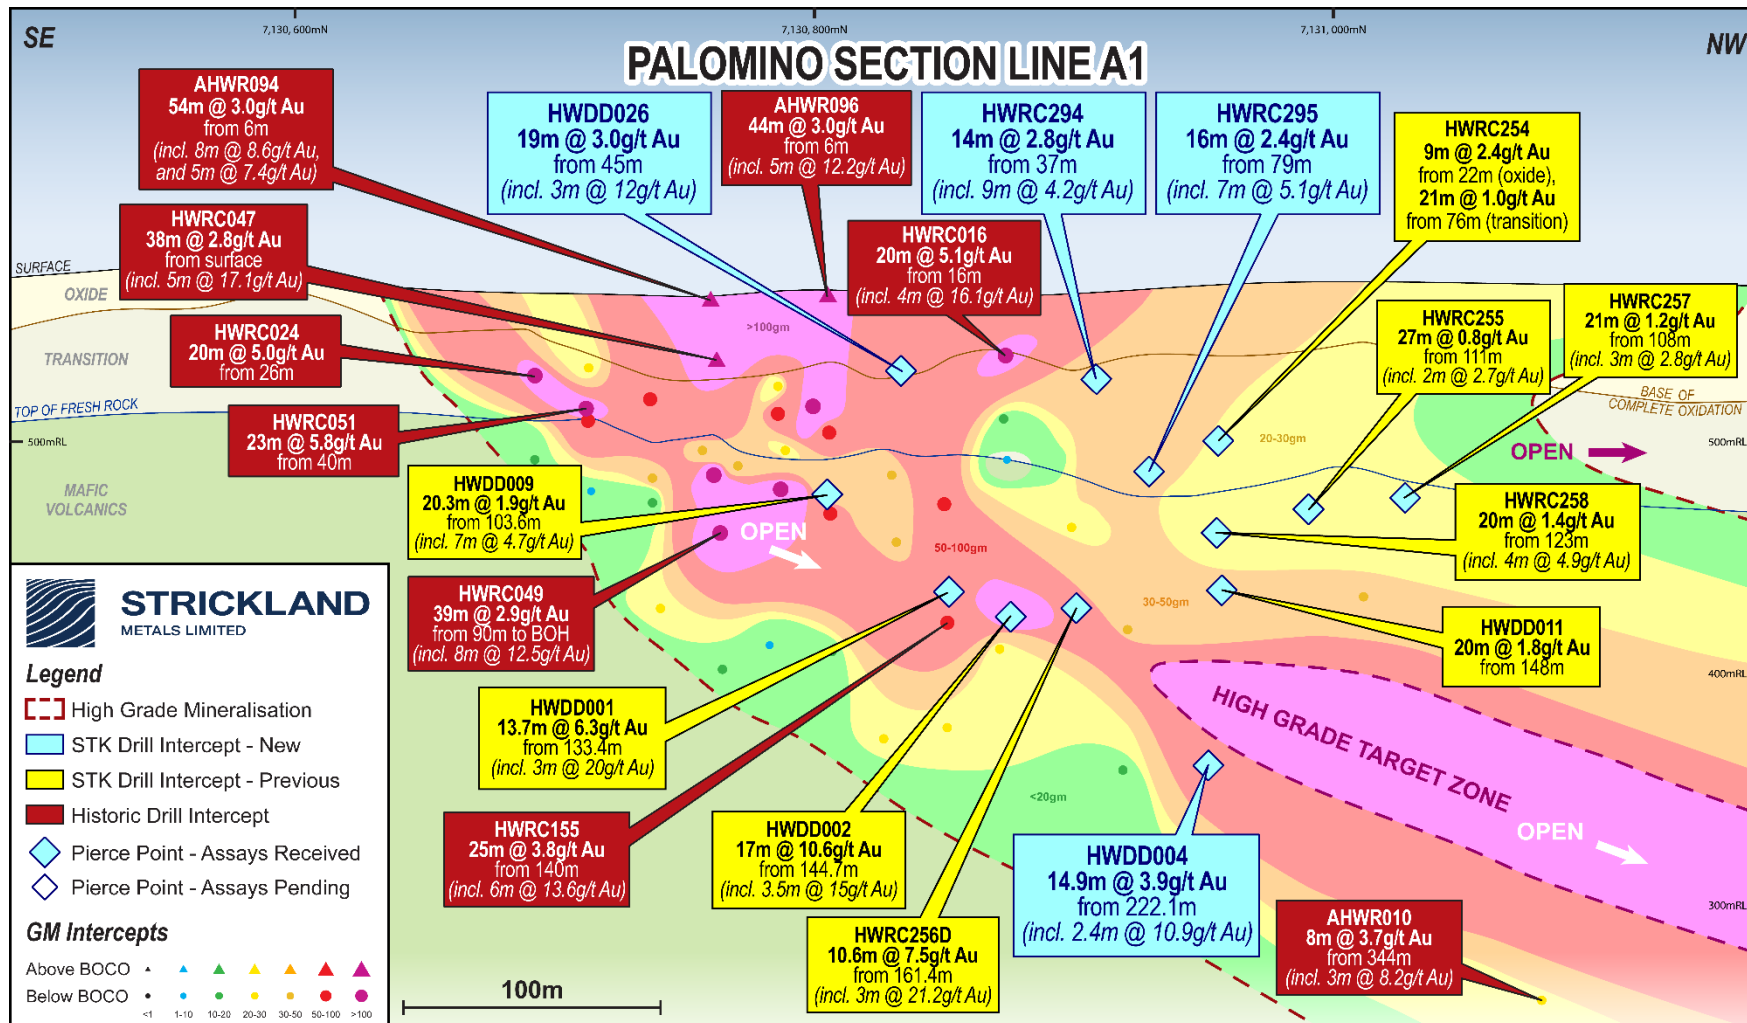 SE
7,130, 600mN
7,130, 800mN
7,131, 000mN
NW
PALOMINO SECTION LINE A1
AHWR094
54m @ 3.0g/t Au
from 6m
(incl. 8m @ 8.6g/t Au,
and 5m @ 7.4g/t Au)
HWDD026
19m @ 3.0g/t Au
from 45m
(incl. 3m @ 12g/t Au)
AHWR096
44m @ 3.0g/t Au
from 6m
(incl. 5m @ 12.2g/t Au)
HWRC294
14m @ 2.8g/t Au
from 37m
(incl. 9m @ 4.2g/t Au)
HWRC295
16m @ 2.4g/t Au
from 79m
(incl. 7m @ 5.1g/t Au)
HWRC254
9m @ 2.4g/t Au
from 22m (oxide),
21m @ 1.0g/t Au
from 76m (transition)
HWRC047
38m @ 2.8g/t Au
from surface
(incl. 5m @ 17.1g/t Au)
HWRC016
20m @ 5.1g/t Au
from 16m
(incl. 4m @ 16.1g/t Au)
SURFACE
OXIDE
TRANSITION
TOP OF FRESH ROCK
500mRL
MAFIC
VOLCANICS
HWRC024
20m @ 5.0g/t Au
from 26m
HWRC051
23m @ 5.8g/t Au
from 40m
>100gm
HWRC255
27m @ 0.8g/t Au
from 111m
(incl. 2m @ 2.7g/t Au)
HWRC257
21m @ 1.2g/t Au
from 108m
(incl. 3m @ 2.8g/t Au)
BASE OF
COMPLETE OXIDATION
20-30gm
500mRL
OPEN
HWDD009
20.3m @ 1.9g/t Au
from 103.6m
(incl. 7m @ 4.7g/t Au)
OPEN
50-100gm
HWRC258
20m @ 1.4g/t Au
from 123m
(incl. 4m @ 4.9g/t Au)
HWRC049
39m @ 2.9g/t Au
from 90m to BOH
(incl. 8m @ 12.5g/t Au)
30-50gm
HWDD011
20m @ 1.8g/t Au
from 148m
400mRL
HWDD001
13.7m @ 6.3g/t Au
from 133.4m
(incl. 3m @ 20g/t Au)
HIGH GRADE TARGET ZONE
OPEN
<20gm
HWRC155
25m @ 3.8g/t Au
from 140m
(incl. 6m @ 13.6g/t Au)
HWDD002
17m @ 10.6g/t Au
from 144.7m
(incl. 3.5m @ 15g/t Au)
HWDD004
14.9m @ 3.9g/t Au
from 222.1m
(incl. 2.4m @ 10.9g/t Au)
HWRC256D
10.6m @ 7.5g/t Au
from 161.4m
(incl. 3m @ 21.2g/t Au)
300mRL
AHWR010
8m @ 3.7g/t Au
from 344m
(incl. 3m @ 8.2g/t Au)
100m
STRICKLAND
METALS LIMITED
Legend
High Grade Mineralisation
STK Drill Intercept - New
STK Drill Intercept - Previous
Historic Drill Intercept
Pierce Point - Assays Received
Pierce Point - Assays Pending
GM Intercepts
Above BOCO
Below BOCO
<1 1-10 10-20 20-30 30-50 50-100 >100